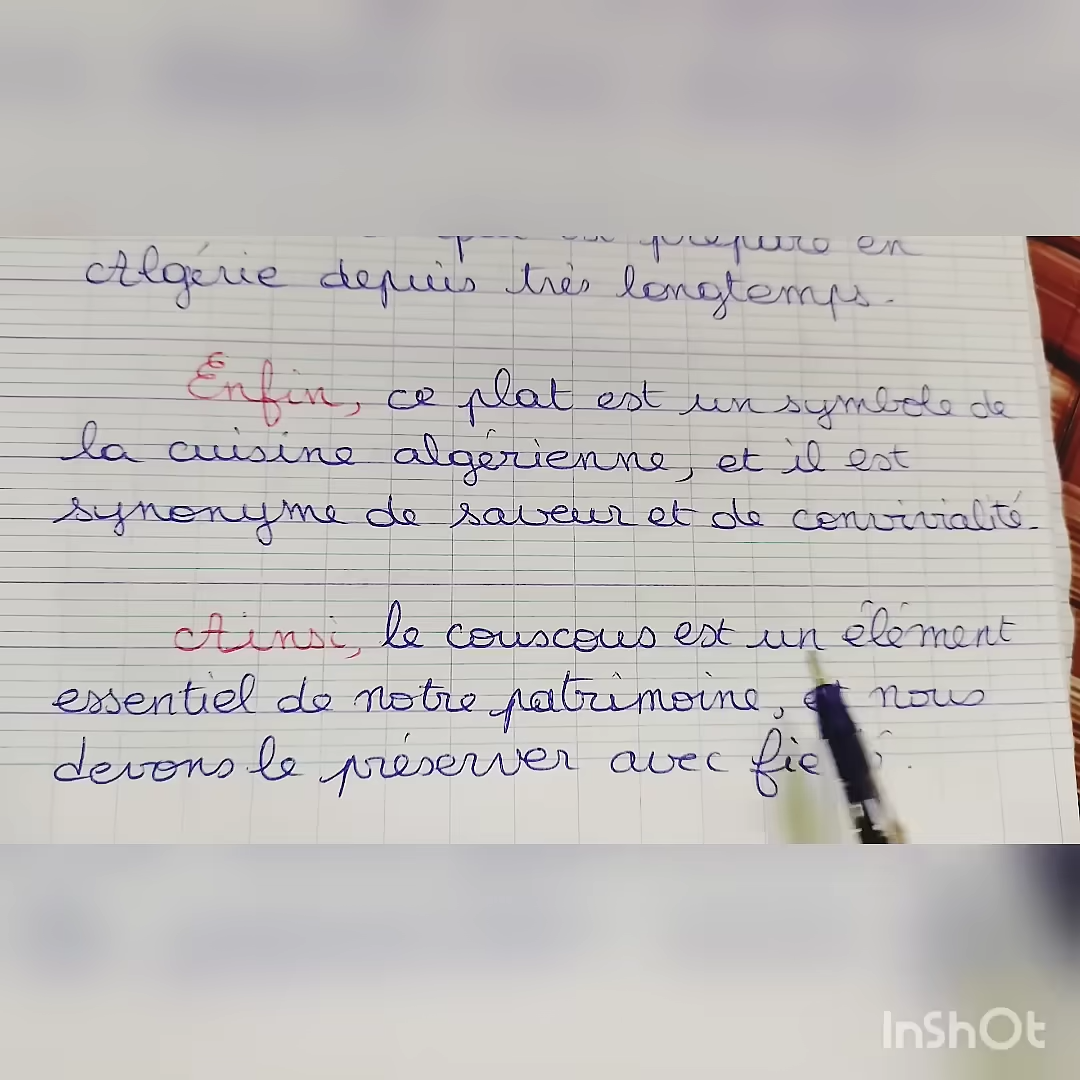 préparé en
Algérie depuis très longtemps.
Enfin, ce plat est un symbole de
la cuisine algérienne, et il est
synonyme de saveur et de convivialité.
Ainsi, le couscous est un élément
essentiel de notre patrimoine, et nous
devons le préserver avec
InShOt